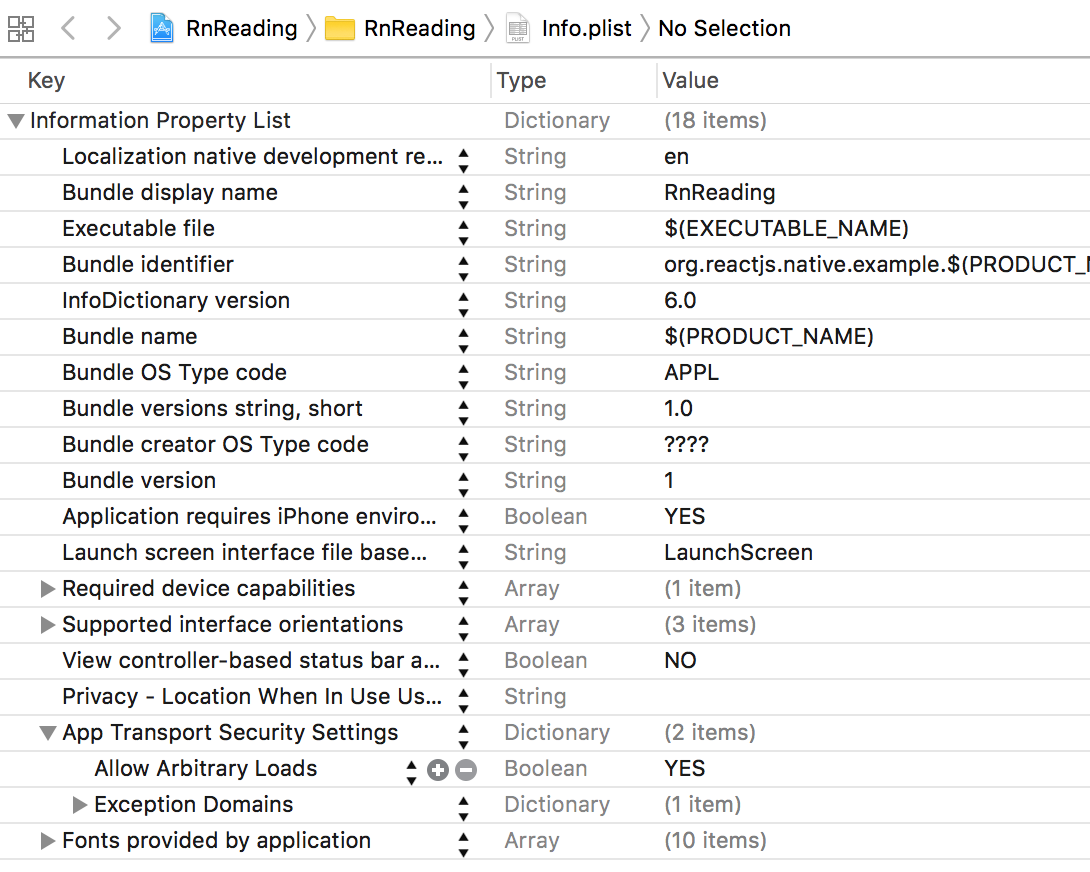 RnReading RnReading Info.plist No Selection
Key Type Value
Information Property List Dictionary (18 items)
Localization native development re... String en
Bundle display name String RnReading
Executable file String $(EXECUTABLE_NAME)
Bundle identifier String org.reactjs.native.example.$(PRODUCT_N
InfoDictionary version String 6.0
Bundle name String $(PRODUCT_NAME)
Bundle OS Type code String APPL
Bundle versions string, short String 1.0
Bundle creator OS Type code String ????
Bundle version String 1
Application requires iPhone enviro... Boolean YES
Launch screen interface file base... String LaunchScreen
Required device capabilities Array (1 item)
Supported interface orientations Array (3 items)
View controller-based status bar a... Boolean NO
Privacy - Location When In Use Us... String
App Transport Security Settings Dictionary (2 items)
Allow Arbitrary Loads Boolean YES
Exception Domains Dictionary (1 item)
Fonts provided by application Array (10 items)